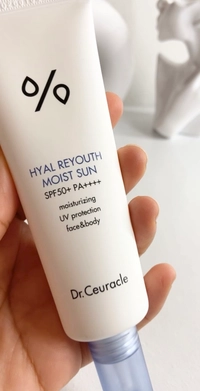 HYAL REYOUTH
MOIST SUN
SPF50+ PA++++
moisturizing
UV protection
face&body
Dr.Ceuracle